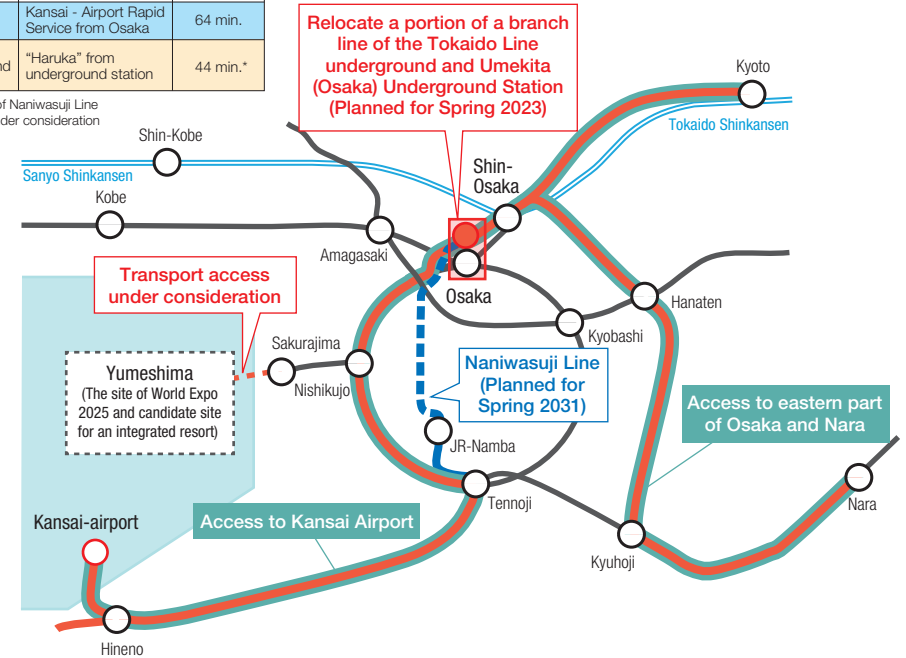 Kansai - Airport Rapid
Service from Osaka
64 min.
"Haruka" from
underground station
44 min.*
of Naniwasuji Line
Relocate a portion of a branch
line of the Tokaido Line
underground and Umekita
(Osaka) Underground Station
(Planned for Spring 2023)
Kyoto
Tokaido Shinkansen
Shin-Kobe
Sanyo Shinkansen
Shin-
Osaka
Kobe
Amagasaki
Osaka
Transport access
under consideration
Hanaten
Kyobashi
Sakurajima
Nishikujo
Yumeshima
(The site of World Expo
2025 and candidate site
for an integrated resort)
Naniwasuji Line
(Planned for
Spring 2031)
Access to eastern part
of Osaka and Nara
JR-Namba
Tennoji
Nara
Kansai-airport
Access to Kansai Airport
Kyuhoji
Hineno